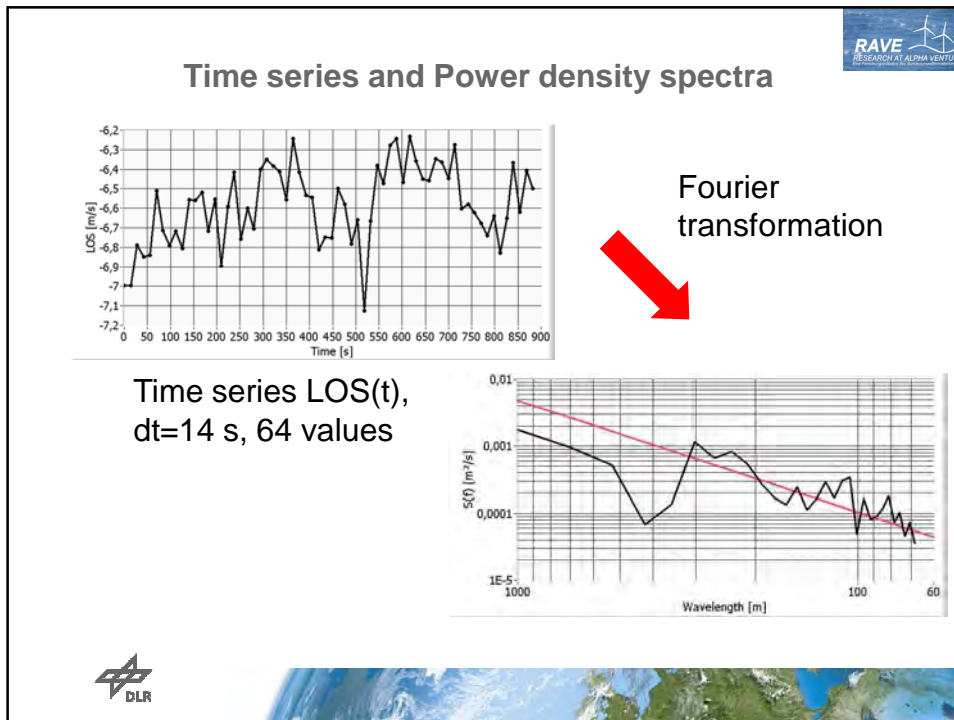 RAVE
RESEARCH AT ALPHA VENTU
Time series and Power density spectra
-6,2
-6,3
-6,4
-6,5
-6,6
-6,7
-6,8
-6,9
-7
-7,1
-7,2
LOS [m/s]
0 50 100 150 200 250 300 350 400 450 500 550 600 650 700 750 800 850 900
Time [s]
Fourier
transformation
Time series LOS(t),
dt=14 s, 64 values
0,01
0,001
0,0001
1E-5
S(f) [m²/s]
1000 100 60
Wavelength [m]
DLR